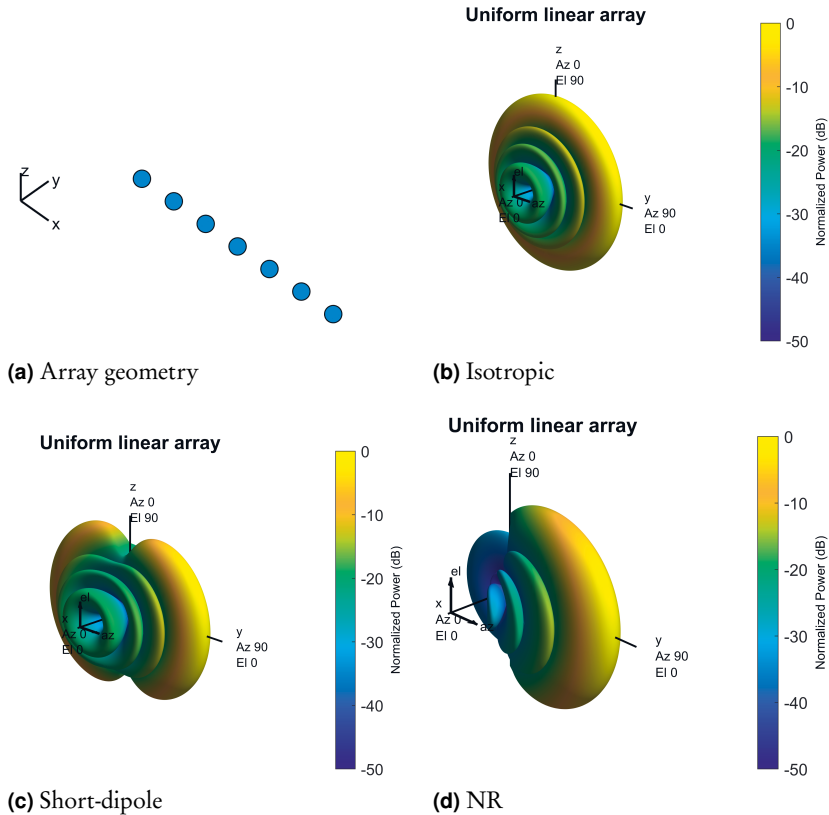 z
y
x
(a) Array geometry
Uniform linear array
z
Az 0
El 90
el
x
Az 0
az
El 0
y
Az 90
El 0
0
-10
-20
-30
-40
-50
Normalized Power (dB)
(b) Isotropic
Uniform linear array
z
Az 0
El 90
el
x
Az 0
az
El 0
y
Az 90
El 0
0
-10
-20
-30
-40
-50
Normalized Power (dB)
(c) Short-dipole
Uniform linear array
z
Az 0
El 90
el
x
Az 0
az
El 0
y
Az 90
El 0
0
-10
-20
-30
-40
-50
Normalized Power (dB)
(d) NR